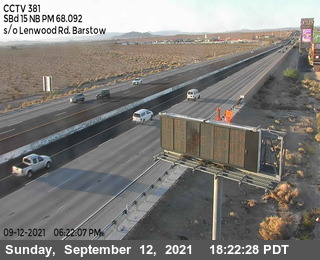 CCTV 381
SBd 15 NB PM 68.092
s/o Lenwood Rd. Barstow
09-12-2021 06:22:07 PM
Sunday, September 12, 2021 18:22:28 PDT